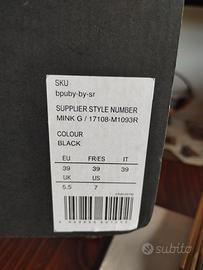 SKU
bpuby-by-sr
SUPPLIER STYLE NUMBER
MINK G / 17108-M1093R
COLOUR
BLACK
EU FR/ES IT
39 39 39
UK US
5.5 7
subito